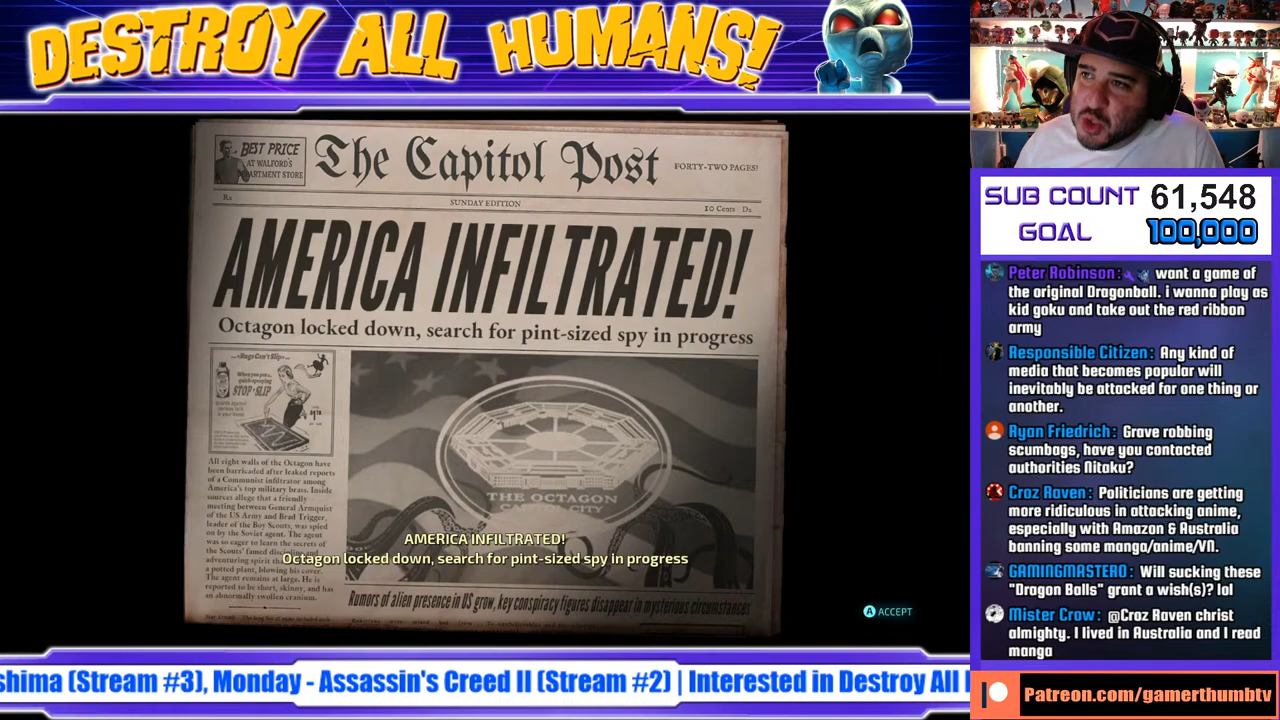 DESTROY ALL HUMANS!
BEST PRICE
AT WALFORD'S
DEPARTMENT STORE
The Capitol Post
FORTY-TWO PAGES!
SUNDAY EDITION
10 Cents
AMERICA INFILTRATED!
Octagon locked down, search for pint-sized spy in progress
STOP-SLIP
All eight walls of the Octagon have
been barricaded after leaked reports
of a Communist infiltrator among
America's top military brass. Inside
sources allege that a friendly
meeting between General Armquist
of the US Army and Brad Trigger,
leader of the Boy Scouts, was spied
on by the Soviet agent. The agent
was so eager to learn the secrets of
the Scouts' famed
adventuring spirit
a potted plant, blowing his cover.
The agent remains at large. He is
reported to be short, skinny, and has
an abnormally swollen cranium.
THE OCTAGON
AMERICA INFILTRATED!
Octagon locked down, search for pint-sized spy in progress
Rumors of alien presence in US grow, key conspiracy figures disappear in mysterious circumstances
A ACCEPT
SUB COUNT 61,548
GOAL 100,000
Peter Robinson: want a game of
the original Dragonball. i wanna play as
kid goku and take out the red ribbon
army
Responsible Citizen: Any kind of
media that becomes popular will
inevitably be attacked for one thing or
another.
Ryan Friedrich: Grave robbing
scumbags, have you contacted
authorities Nitaku?
Croz Raven: Politicians are getting
more ridiculous in attacking anime,
especially with Amazon & Australia
banning some manga/anime/VN.
GAMINGMASTERO: Will sucking these
"Dragon Balls" grant a wish(s)? lol
Mister Crow: @Croz Raven christ
almighty. I lived in Australia and I read
manga
shima (Stream #3), Monday - Assassin's Creed II (Stream #2) | Interested in Destroy All
Patreon.com/gamerthumbtv